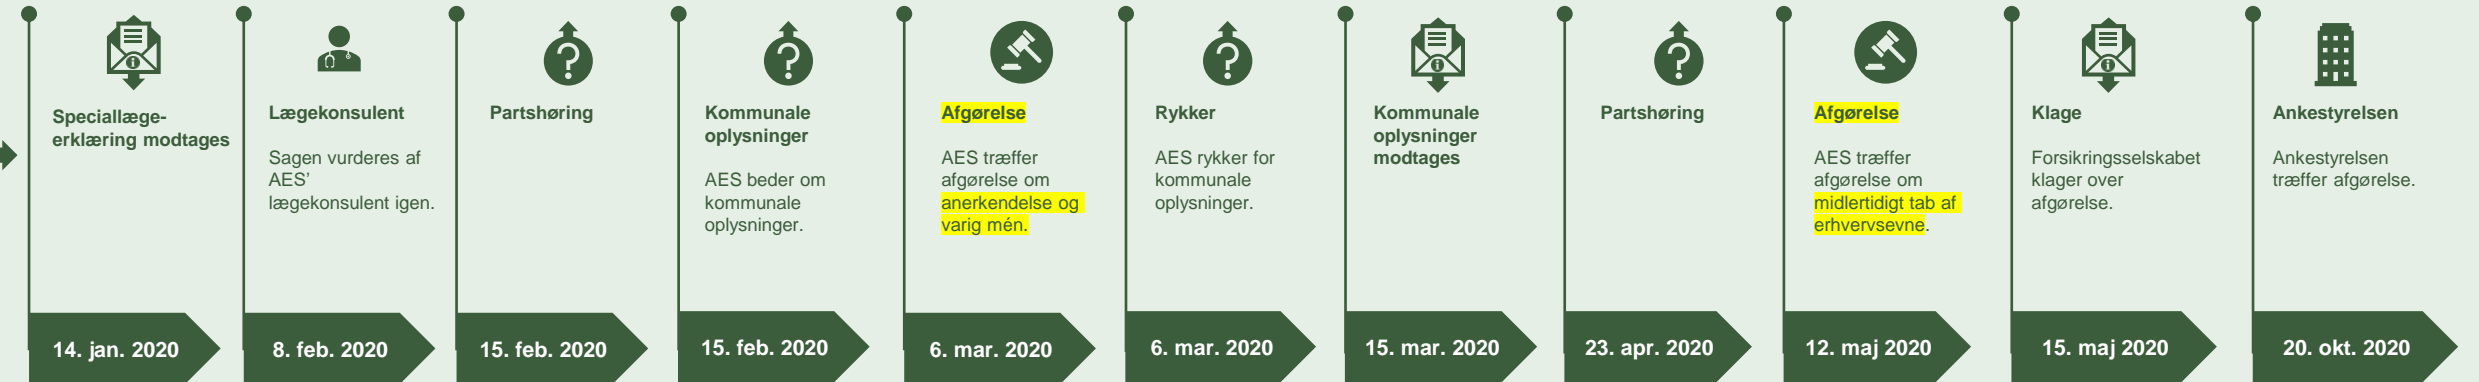 Speciallæge-
erklæring modtages
14. jan. 2020
Lægekonsulent
Sagen vurderes af
AES'
lægekonsulent igen.
8. feb. 2020
Partshøring
15. feb. 2020
Kommunale
oplysninger
AES beder om
kommunale
oplysninger.
15. feb. 2020
Afgørelse
AES træffer
afgørelse om
anerkendelse og
varig mén.
6. mar. 2020
Rykker
AES rykker for
kommunale
oplysninger.
6. mar. 2020
Kommunale
oplysninger
modtages
15. mar. 2020
Partshøring
23. apr. 2020
Afgørelse
AES træffer
afgørelse om
midlertidigt tab af
erhvervsevne.
12. maj 2020
Klage
Forsikringsselskabet
klager over
afgørelse.
15. maj 2020
Ankestyrelsen
Ankestyrelsen
træffer afgørelse.
20. okt. 2020